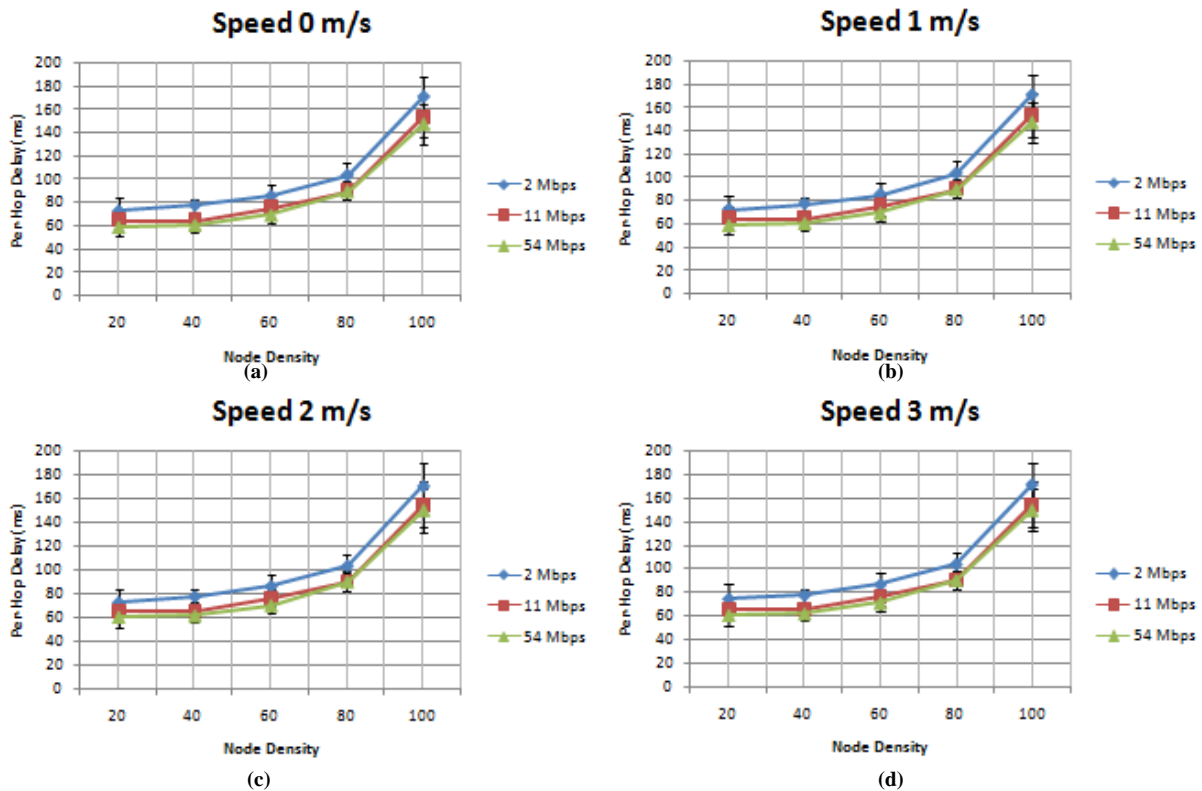 Speed 0 m/s
Per Hop Delay(ms)
200
180
160
140
120
100
80
60
40
20
0
20 40 60 80 100
Node Density
2 Mbps
11 Mbps
54 Mbps
(a)
Speed 1 m/s
Per Hop Delay(ms)
200
180
160
140
120
100
80
60
40
20
0
20 40 60 80 100
Node Density
2 Mbps
11 Mbps
54 Mbps
(b)
Speed 2 m/s
Per Hop Delay(ms)
200
180
160
140
120
100
80
60
40
20
0
20 40 60 80 100
Node Density
2 Mbps
11 Mbps
54 Mbps
(c)
Speed 3 m/s
Per Hop Delay(ms)
200
180
160
140
120
100
80
60
40
20
0
20 40 60 80 100
Node Density
2 Mbps
11 Mbps
54 Mbps
(d)